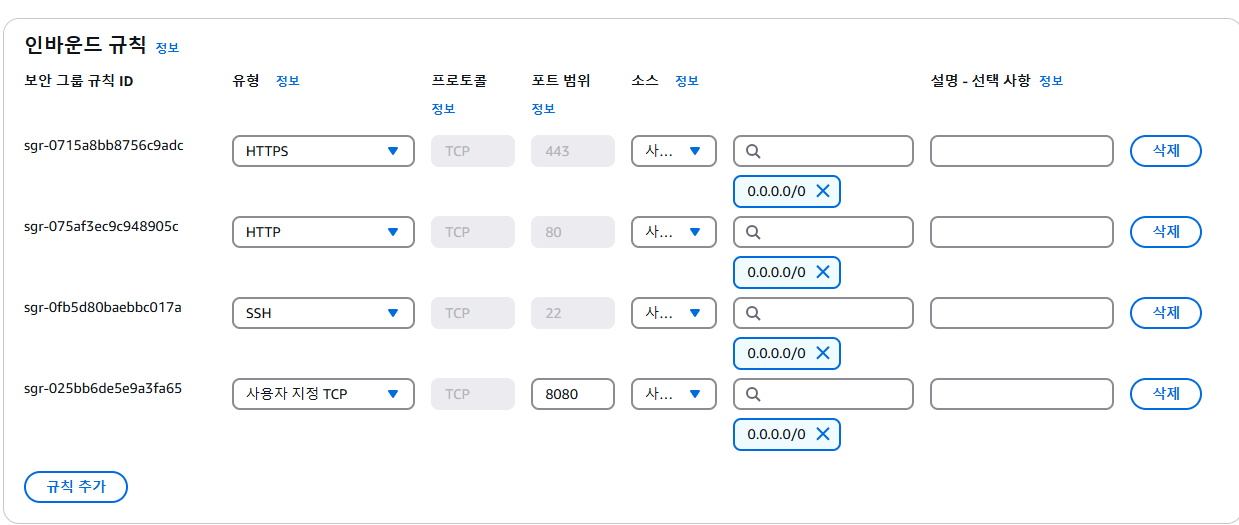 인바운드 규칙 정보
보안 그룹 규칙 ID 유형 정보 프로토콜 정보 포트 범위 정보 소스 정보 설명 - 선택 사항 정보
sgr-0715a8bb8756c9adc HTTPS TCP 443 사... 삭제
0.0.0.0/0
sgr-075af3ec9c948905c HTTP TCP 80 사... 삭제
0.0.0.0/0
sgr-0fb5d80baebbc017a SSH TCP 22 사... 삭제
0.0.0.0/0
sgr-025bb6de5e9a3fa65 사용자 지정 TCP TCP 8080 사... 삭제
0.0.0.0/0
규칙 추가